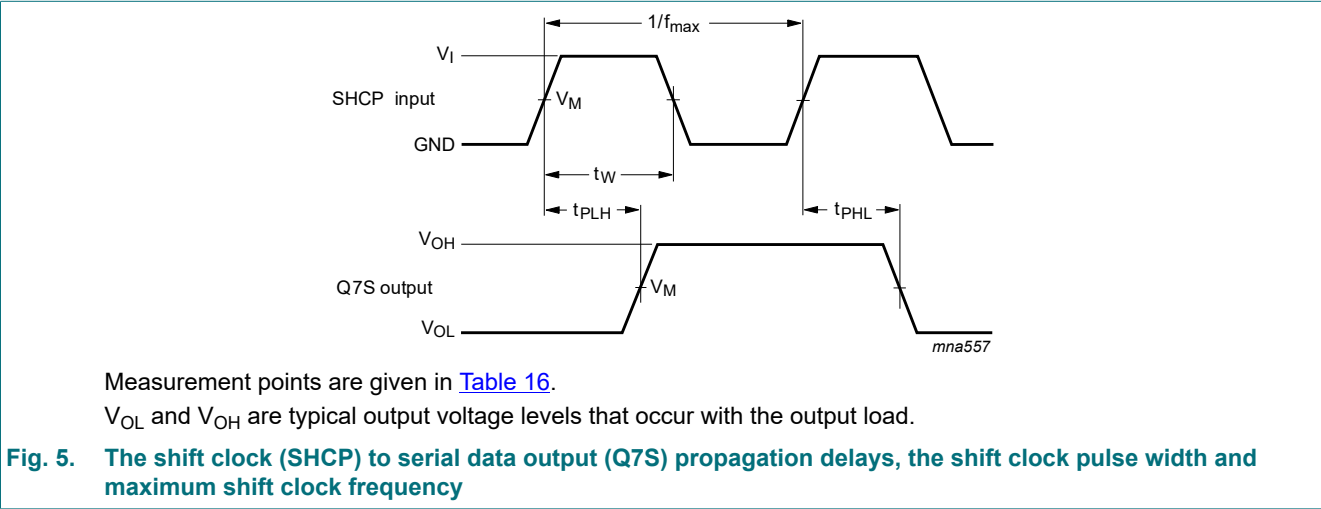 1/fmax
VI
SHCP input
VM
GND
tW
tPLH
tPHL
VOH
Q7S output
VM
VOL
mna557
Measurement points are given in Table 16.
VOL and VOH are typical output voltage levels that occur with the output load.
Fig. 5. The shift clock (SHCP) to serial data output (Q7S) propagation delays, the shift clock pulse width and
maximum shift clock frequency